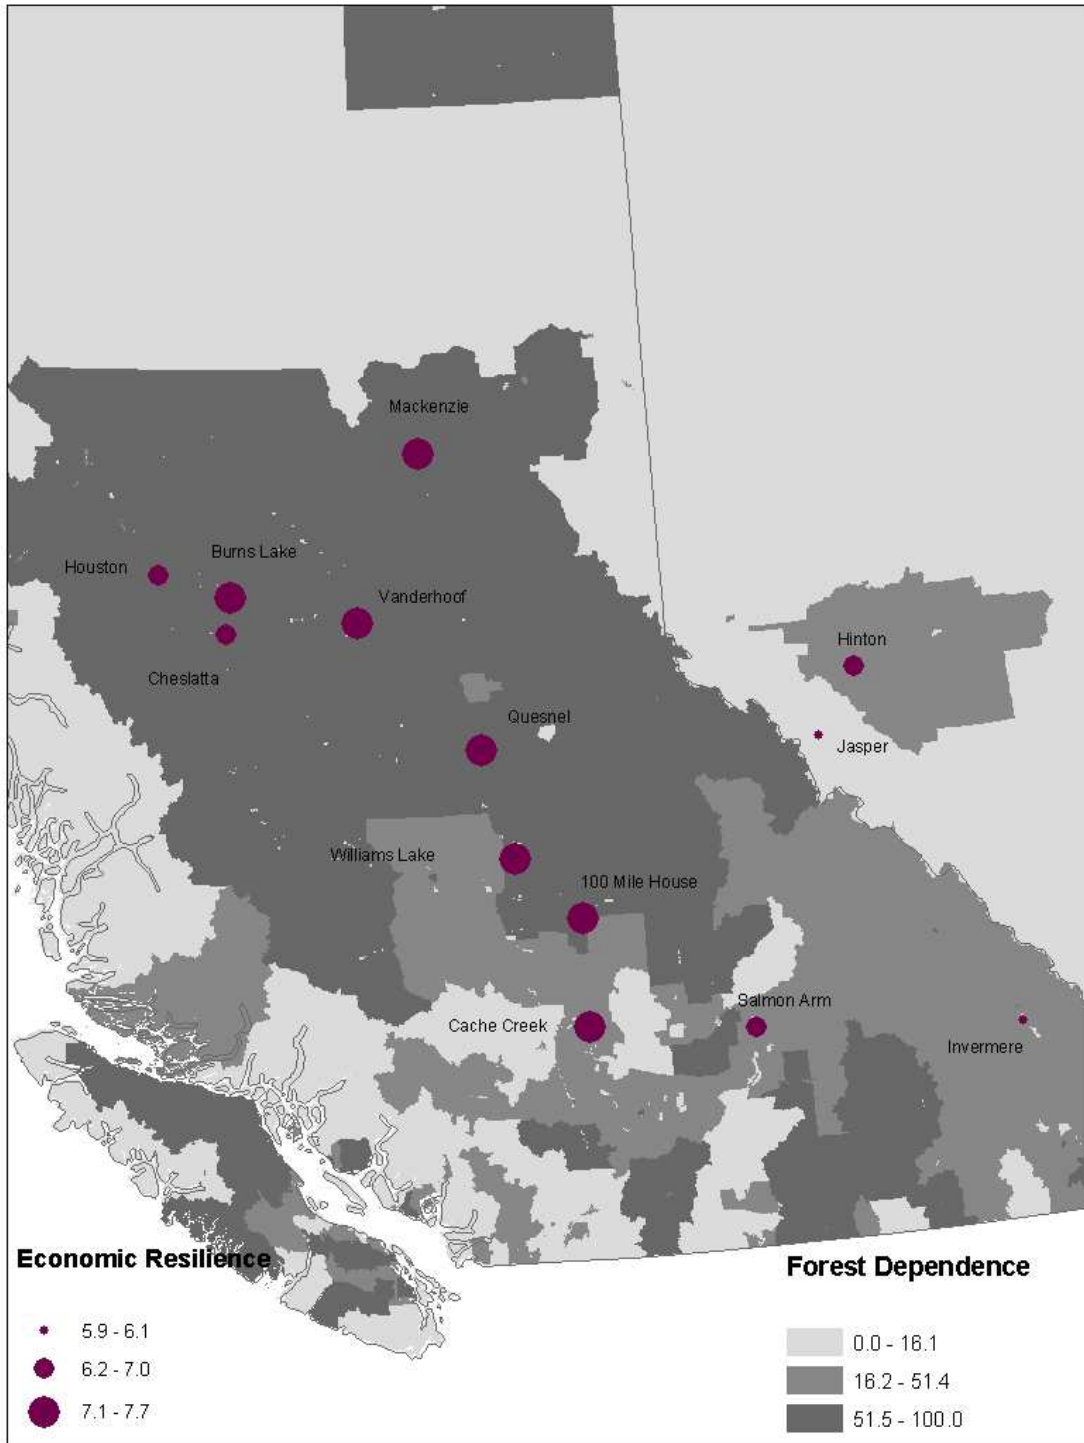 Mackenzie
Burns Lake
Houston
Vanderhoof
Hinton
Cheslatta
Quesnel
Jasper
Williams Lake
100 Mile House
Salmon Arm
Cache Creek
Invermere
Economic Resilience
5.9 - 6.1
6.2 - 7.0
7.1 - 7.7
Forest Dependence
0.0 - 16.1
16.2 - 51.4
51.5 - 100.0